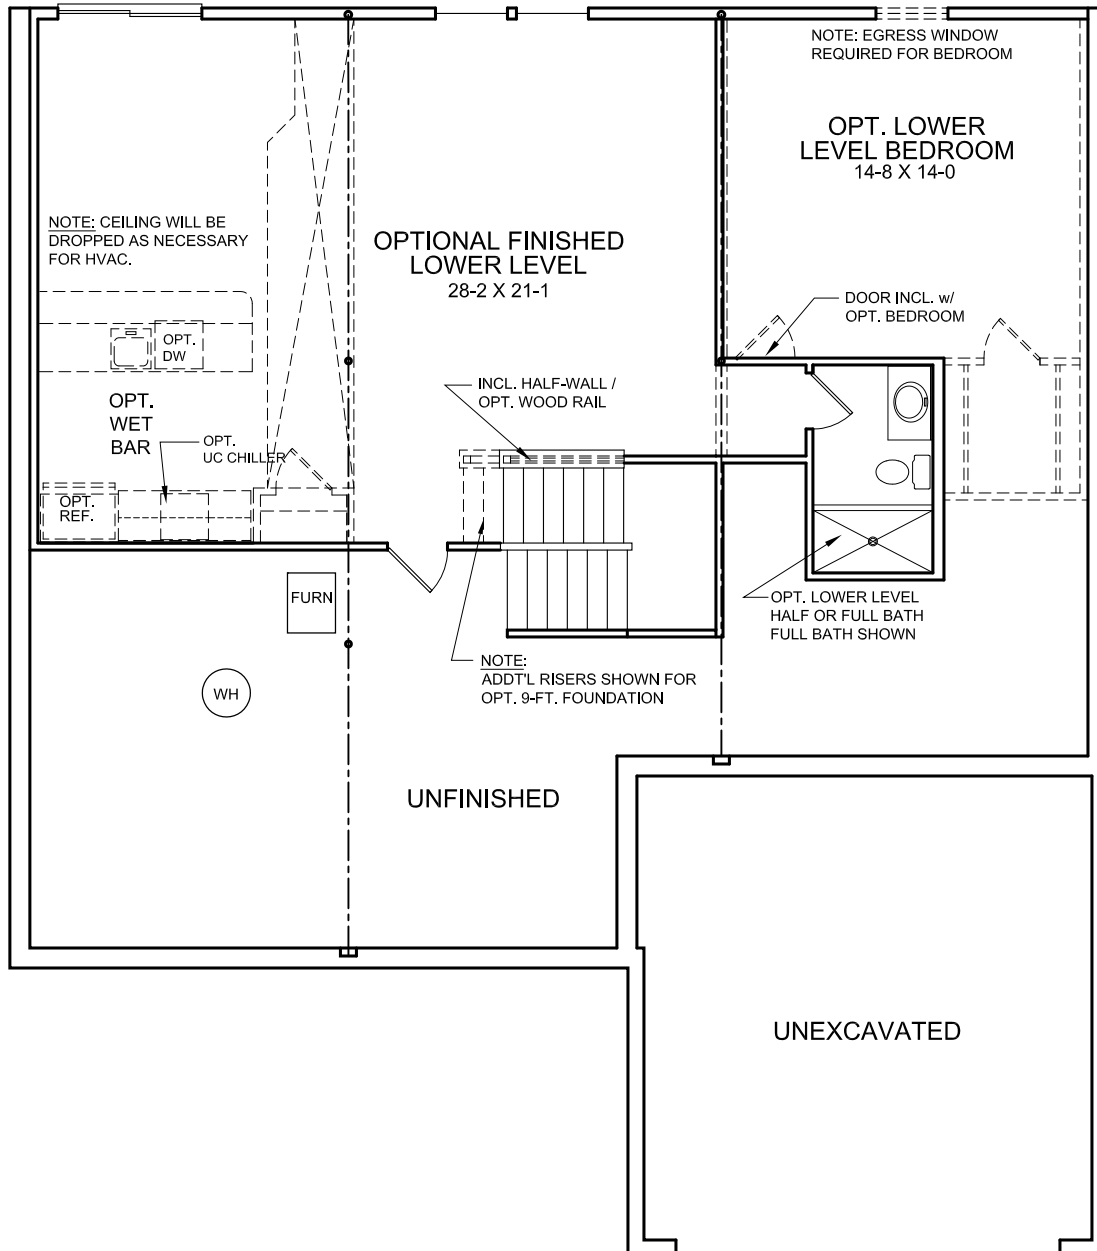 NOTE: EGRESS WINDOW
REQUIRED FOR BEDROOM
OPT. LOWER
LEVEL BEDROOM
14-8 X 14-0
NOTE: CEILING WILL BE
DROPPED AS NECESSARY
FOR HVAC.
OPTIONAL FINISHED
LOWER LEVEL
28-2 X 21-1
DOOR INCL. w/
OPT. BEDROOM
OPT.
DW
INCL. HALF-WALL /
OPT. WOOD RAIL
OPT.
WET
BAR
OPT.
UC CHILLER
OPT.
REF.
FURN
OPT. LOWER LEVEL
HALF OR FULL BATH
FULL BATH SHOWN
NOTE:
ADDT'L RISERS SHOWN FOR
OPT. 9-FT. FOUNDATION
WH
UNFINISHED
UNEXCAVATED